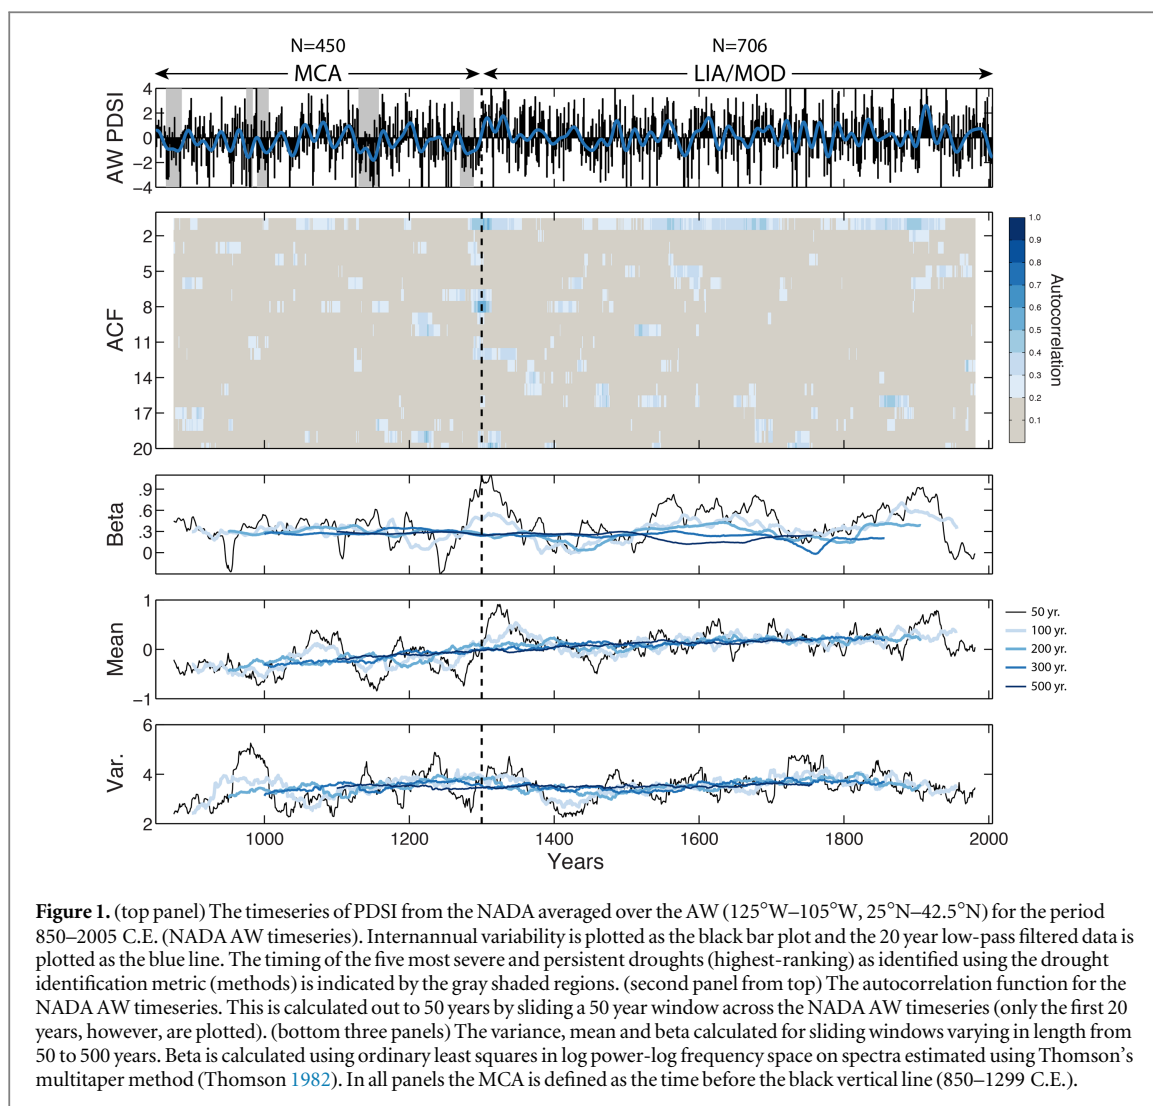 N=450
N=706
MCA
LIA/MOD
AW PDSI
4
2
0
−2
−4
ACF
2
5
8
11
14
17
20
1.0
0.9
0.8
0.7
0.6
0.5
0.4
0.3
0.2
0.1
Autocorrelation
Beta
.9
.6
.3
0
Mean
1
0
−1
50 yr.
100 yr.
200 yr.
300 yr.
500 yr.
Var.
6
4
2
1000
1200
1400
1600
1800
2000
Years
Figure 1. (top panel) The timeseries of PDSI from the NADA averaged over the AW (125°W–105°W, 25°N–42.5°N) for the period
850–2005 C.E. (NADA AW timeseries). Internannual variability is plotted as the black bar plot and the 20 year low-pass filtered data is
plotted as the blue line. The timing of the five most severe and persistent droughts (highest-ranking) as identified using the drought
identification metric (methods) is indicated by the gray shaded regions. (second panel from top) The autocorrelation function for the
NADA AW timeseries. This is calculated out to 50 years by sliding a 50 year window across the NADA AW timeseries (only the first 20
years, however, are plotted). (bottom three panels) The variance, mean and beta calculated for sliding windows varying in length from
50 to 500 years. Beta is calculated using ordinary least squares in log power-log frequency space on spectra estimated using Thomson's
multitaper method (Thomson 1982). In all panels the MCA is defined as the time before the black vertical line (850–1299 C.E.).